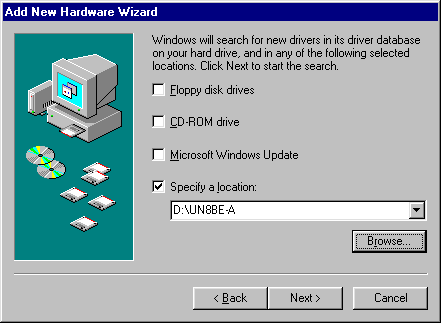 Add New Hardware Wizard
Windows will search for new drivers in its driver database
on your hard drive, and in any of the following selected
locations. Click Next to start the search.
Floppy disk drives
CD-ROM drive
Microsoft Windows Update
Specify a location:
D:\UN8BE-A
Browse...
< Back
Next >
Cancel